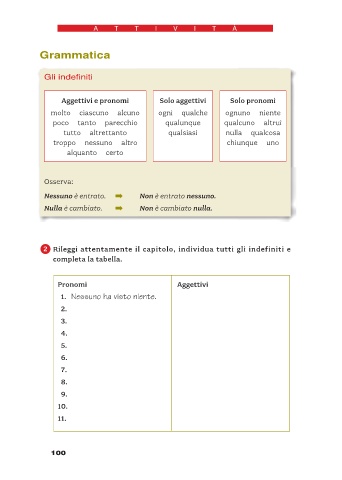 ATTIVITÀ
Grammatica
Gli indefiniti
Aggettivi e pronomi
molto ciascuno alcuno
poco tanto parecchio
tutto altrettanto
troppo nessuno altro
alquanto certo
Solo aggettivi
ogni qualche
qualunque
qualsiasi
Solo pronomi
ognuno niente
qualcuno altrui
nulla qualcosa
chiunque uno
Osserva:
Nessuno è entrato. ➡ Non è entrato nessuno.
Nulla è cambiato. ➡ Non è cambiato nulla.
2 Rileggi attentamente il capitolo, individua tutti gli indefiniti e
completa la tabella.
Pronomi Aggettivi
1. Nessuno ha visto niente.
2.
3.
4.
5.
6.
7.
8.
9.
10.
11.
100